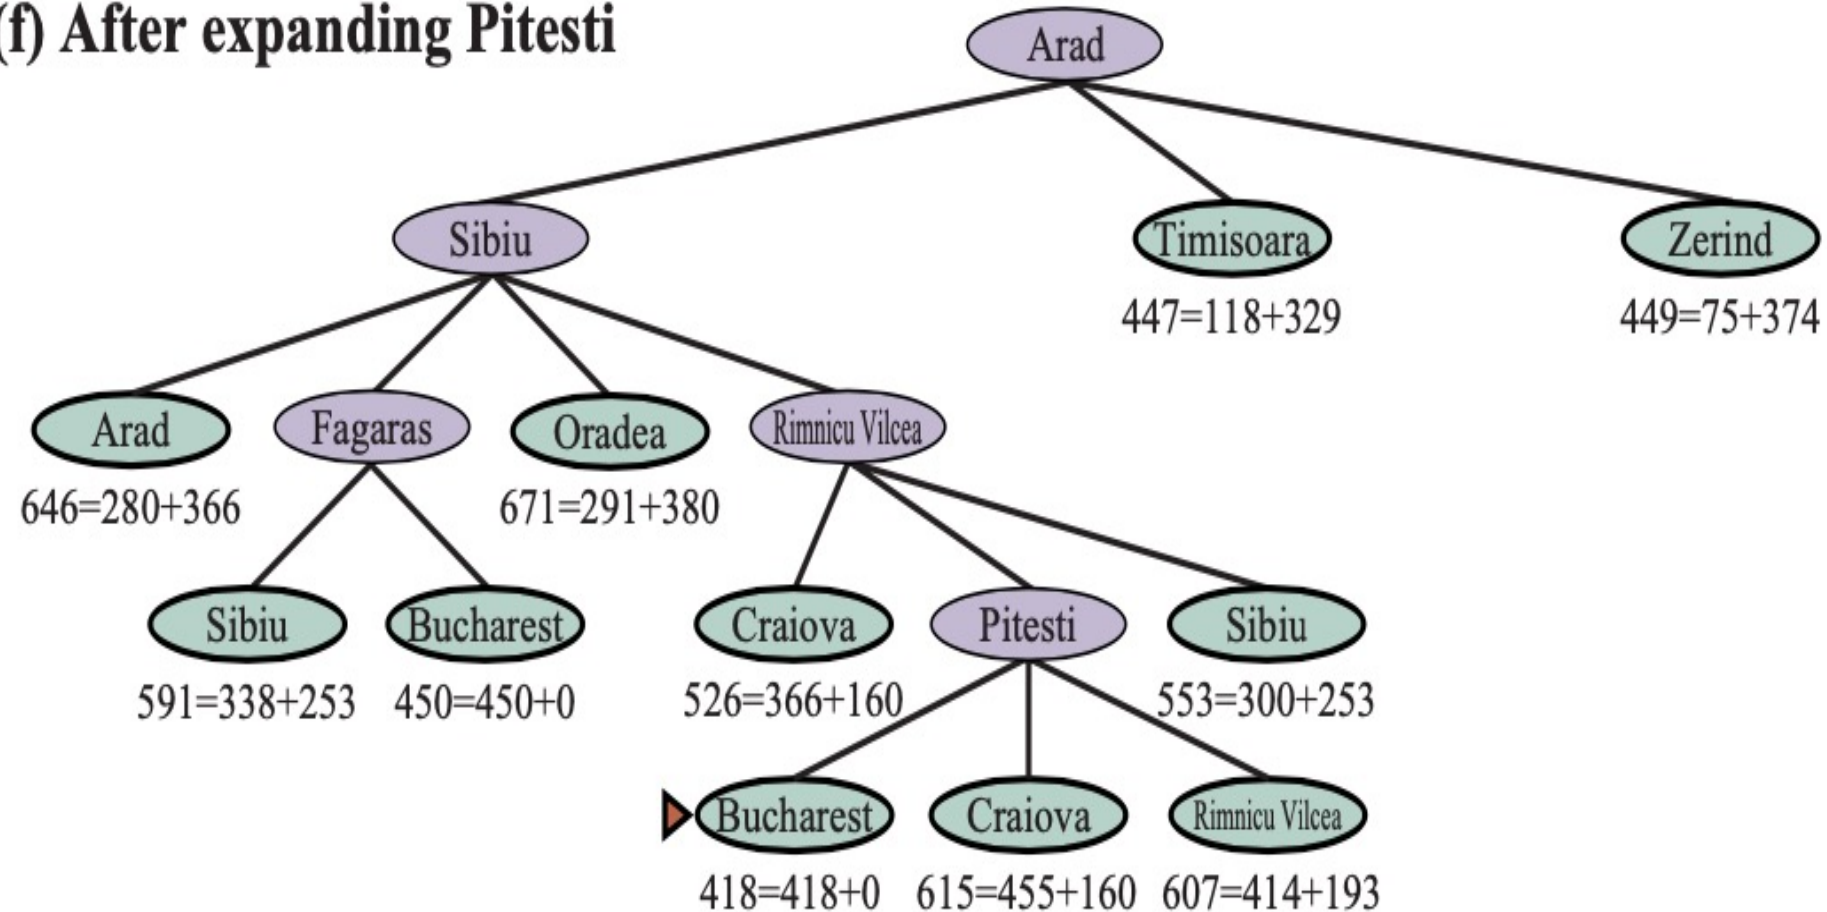 (f) After expanding Pitesti
Arad
Sibiu
Timisoara
Zerind
447=118+329
449=75+374
Arad
Fagaras
Oradea
Rimnicu Vilcea
646=280+366
671=291+380
Sibiu
Bucharest
Craiova
Pitesti
Sibiu
591=338+253
450=450+0
526=366+160
553=300+253
Bucharest
Craiova
Rimnicu Vilcea
418=418+0
615=455+160
607=414+193